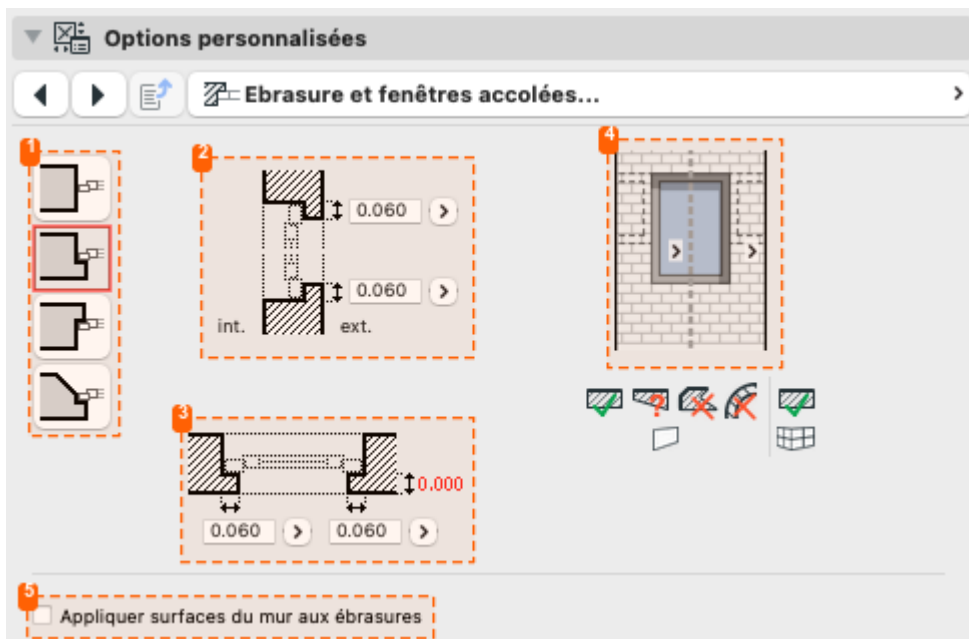 Options personnalisées
Ebrasure et fenêtres accolées...
1
2
4
0.060
0.060
int.
ext.
3
0.000
0.060
0.060
5
Appliquer surfaces du mur aux ébrasures